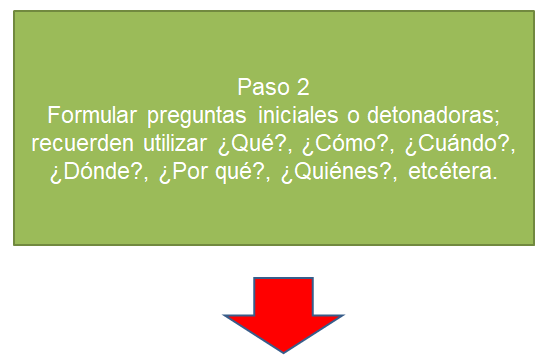 Paso 2
Formular preguntas iniciales o detonadoras;
recuerden utilizar ¿Qué?, ¿Cómo?, ¿Cuándo?,
¿Dónde?, ¿Por qué?, ¿Quiénes?, etcétera.